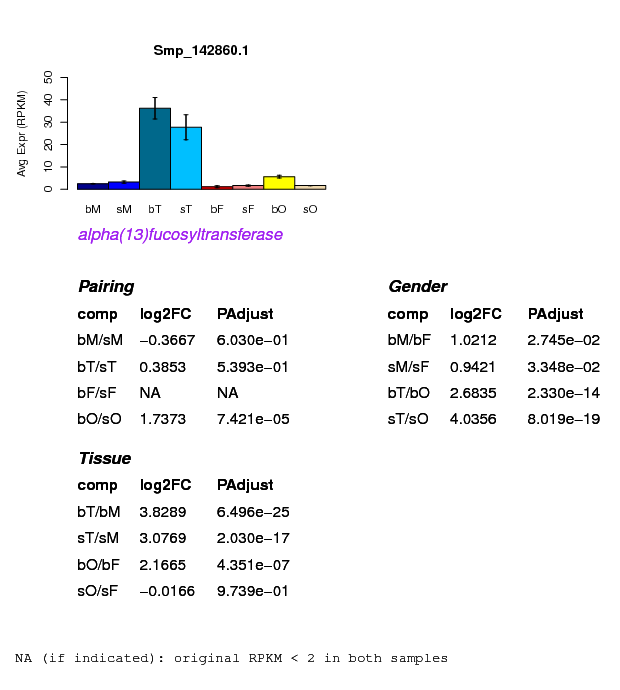 Smp_142860.1
Avg Expr (RPKM)
50
40
30
20
10
0
bM sM bT sT bF sF bO sO
alpha(13)fucosyltransferase
Pairing
comp log2FC PAdjust
bM/sM −0.3667 6.030e−01
bT/sT 0.3853 5.393e−01
bF/sF NA NA
bO/sO 1.7373 7.421e−05
Gender
comp log2FC PAdjust
bM/bF 1.0212 2.745e−02
sM/sF 0.9421 3.348e−02
bT/bO 2.6835 2.330e−14
sT/sO 4.0356 8.019e−19
Tissue
comp log2FC PAdjust
bT/bM 3.8289 6.496e−25
sT/sM 3.0769 2.030e−17
bO/bF 2.1665 4.351e−07
sO/sF −0.0166 9.739e−01
NA (if indicated): original RPKM < 2 in both samples